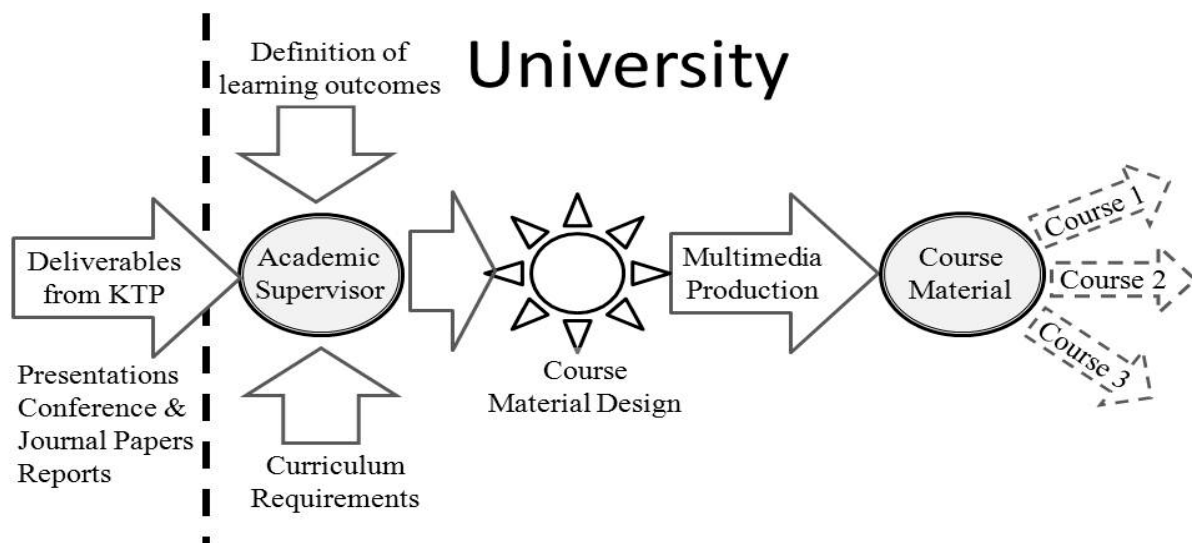 University
Definition of
learning outcomes
Deliverables
from KTP
Presentations
Conference &
Journal Papers
Reports
Academic
Supervisor
Curriculum
Requirements
Course
Material Design
Multimedia
Production
Course
Material
Course 1
Course 2
Course 3